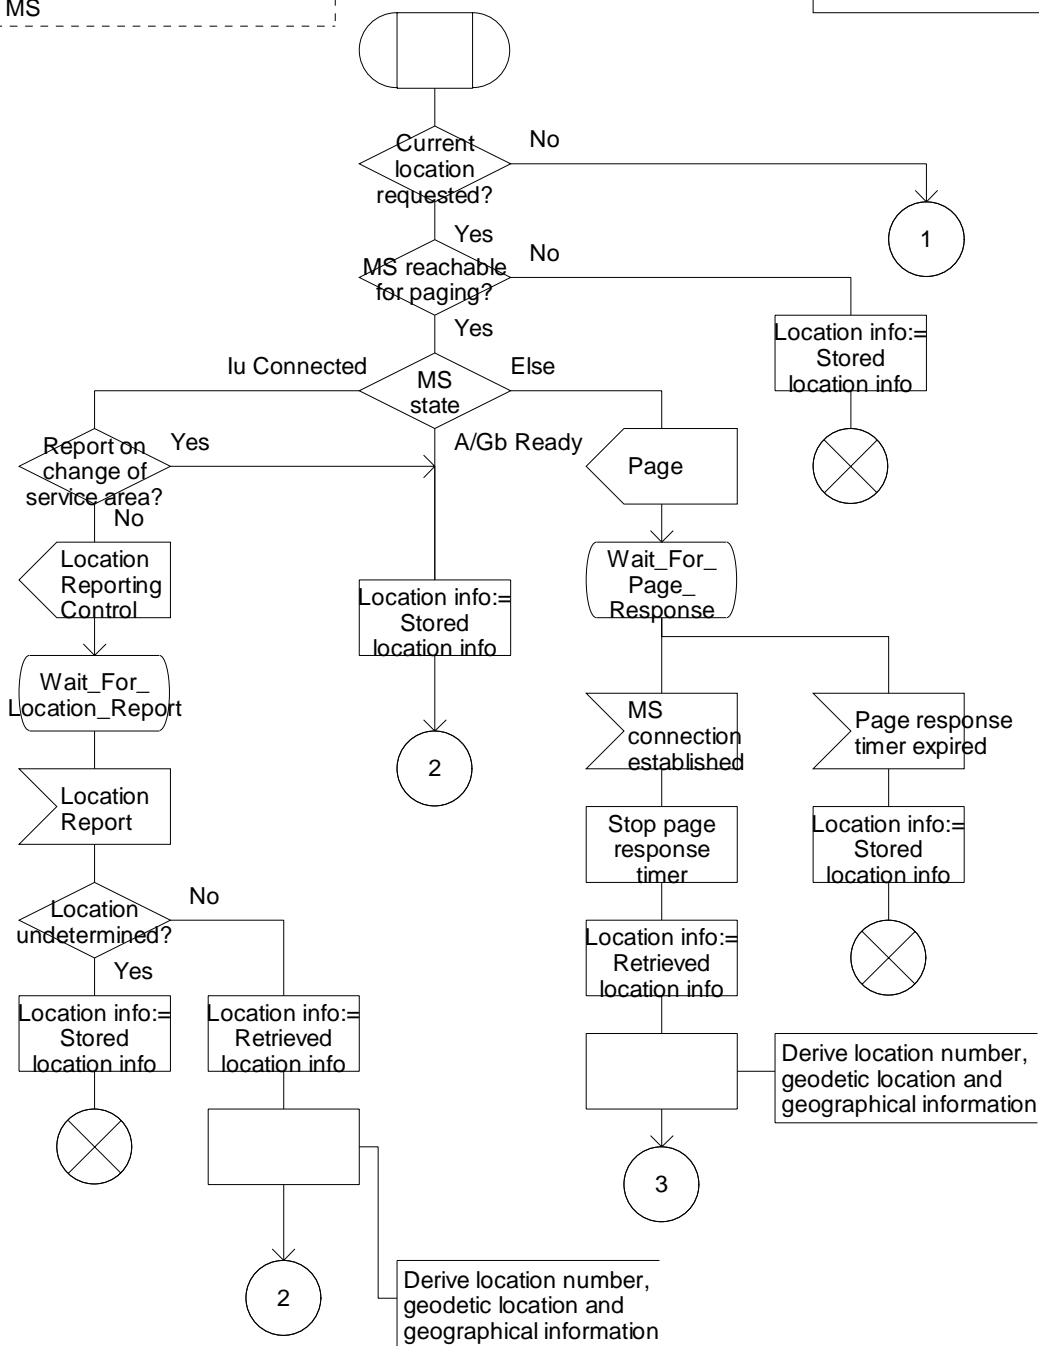 MS
Current
location
requested?
No
1
Yes
MS reachable
for paging?
No
Yes
Location info:=
Stored
location info
Iu Connected
MS
state
Else
A/Gb Ready
Report on
change of
service area?
Yes
No
Page
Location
Reporting
Control
Location info:=
Stored
location info
Wait_For_
Page_
Response
Wait_For_
Location_Report
2
MS
connection
established
Page response
timer expired
Location
Report
Stop page
response
timer
Location info:=
Stored
location info
Location
undetermined?
No
Yes
Location info:=
Retrieved
location info
Location info:=
Stored
location info
Location info:=
Retrieved
location info
Derive location number,
geodetic location and
geographical information
3
2
Derive location number,
geodetic location and
geographical information